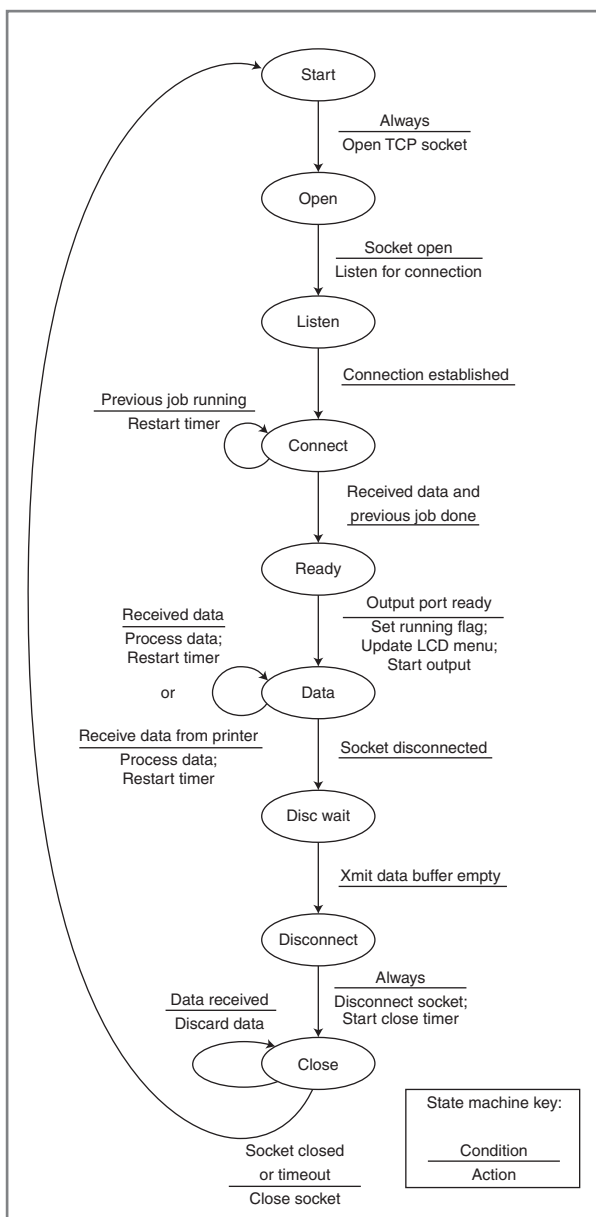 Start
Always
Open TCP socket
Open
Socket open
Listen for connection
Listen
Connection established
Previous job running
Restart timer
Connect
Received data and
previous job done
Ready
Output port ready
Set running flag;
Update LCD menu;
Start output
Received data
Process data;
Restart timer
or
Data
Receive data from printer
Process data;
Restart timer
Socket disconnected
Disc wait
Xmit data buffer empty
Disconnect
Always
Disconnect socket;
Start close timer
Data received
Discard data
Close
Socket closed
or timeout
Close socket
State machine key:
Condition
Action